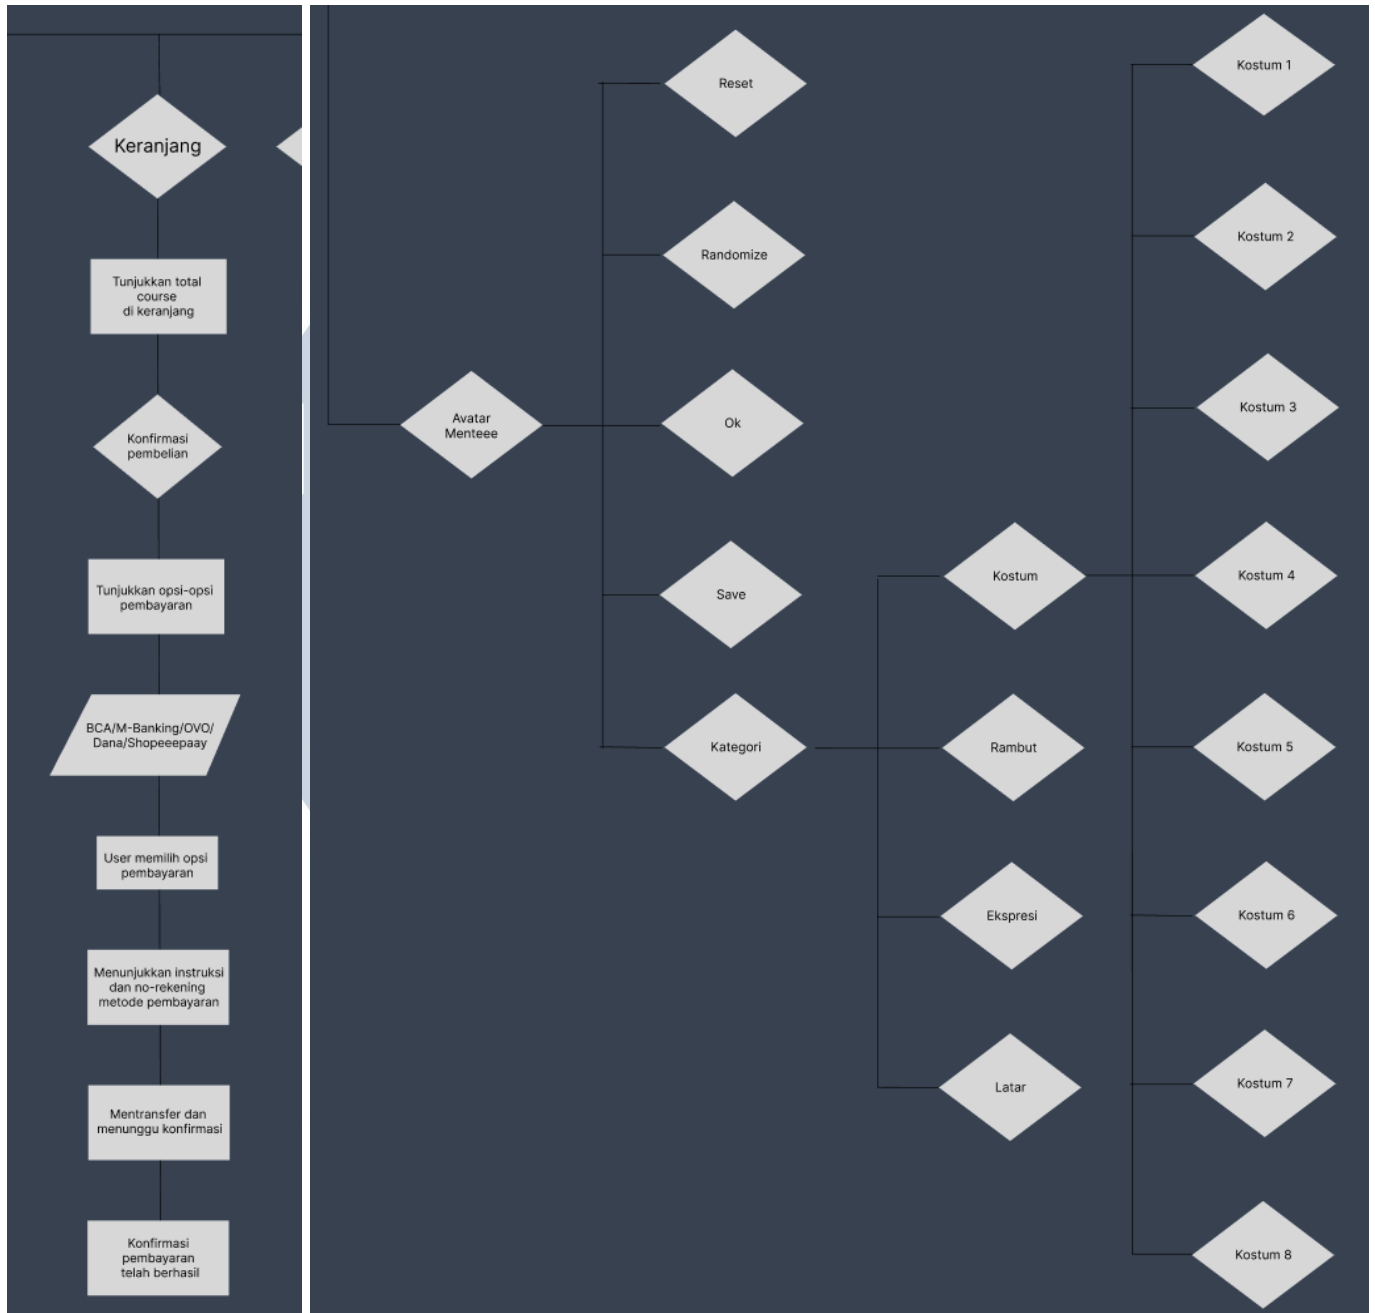 Keranjang
Tunjukkan total
course
di keranjang
Konfirmasi
pembelian
Tunjukkan opsi-opsi
pembayaran
BCA/M-Banking/OVO/
Dana/Shopeeepaay
User memilih opsi
pembayaran
Menunjukkan instruksi
dan no-rekening
metode pembayaran
Mentransfer dan
menunggu konfirmasi
Konfirmasi
pembayaran
telah berhasil
Avatar
Menteee
Reset
Randomize
Ok
Save
Kategori
Kostum
Rambut
Ekspresi
Latar
Kostum 1
Kostum 2
Kostum 3
Kostum 4
Kostum 5
Kostum 6
Kostum 7
Kostum 8